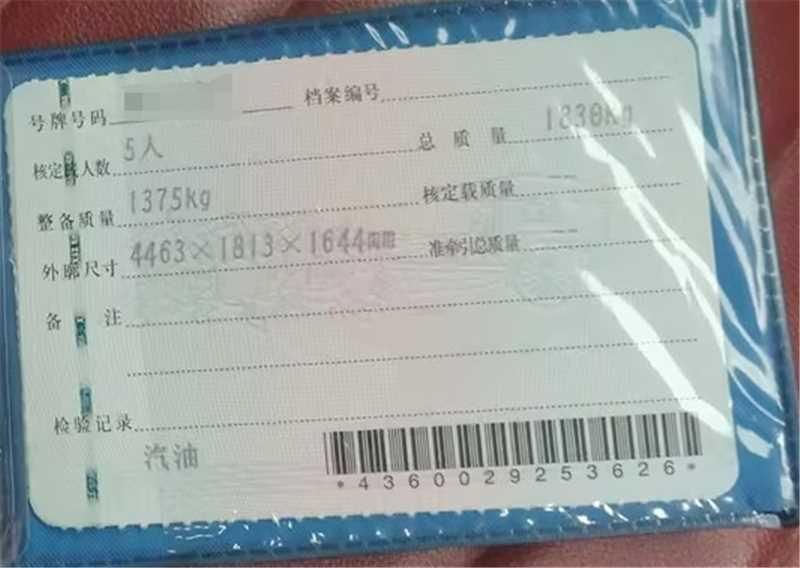 号牌号码 档案编号
核定载人数 5人 总质量 1830kg
整备质量 1375kg 核定载质量
外廓尺寸 4463×1813×1644 准牵引总质量
备注
检验记录
汽油
*4360029253626*